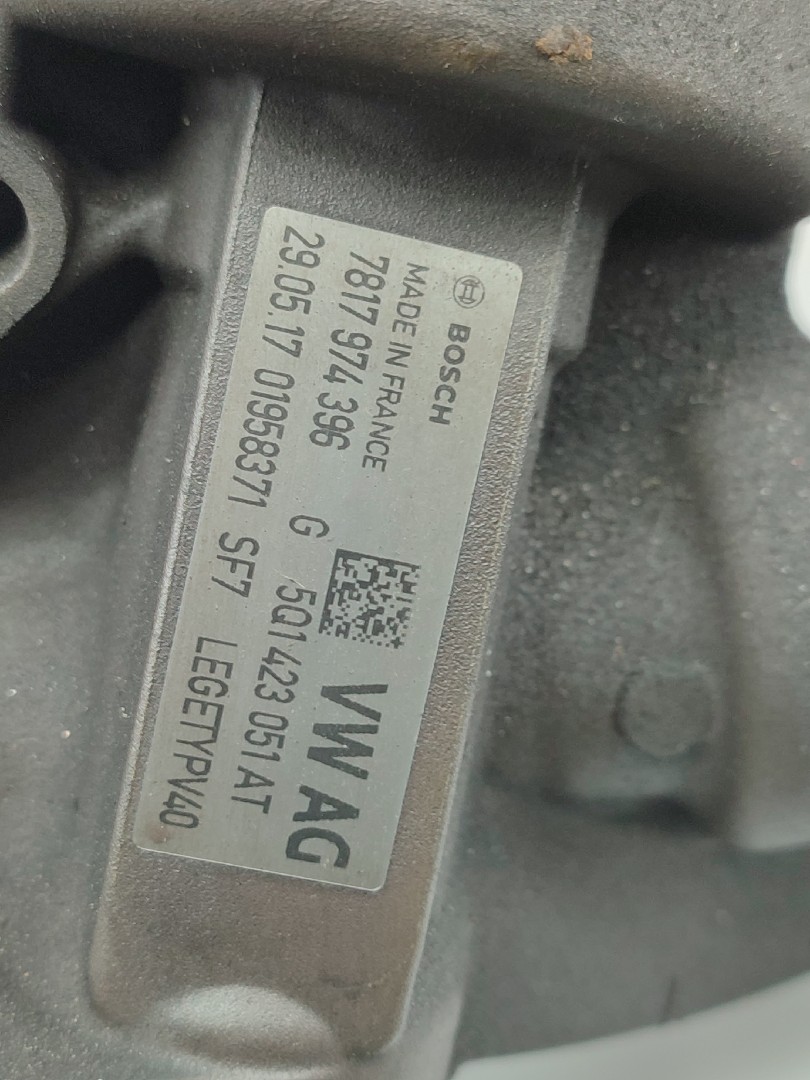 BOSCH
MADE IN FRANCE
VW AG
7817 974 396 G 5Q1 423 051 AT
29.05.17 01958371 SF7 LEGETYPV40